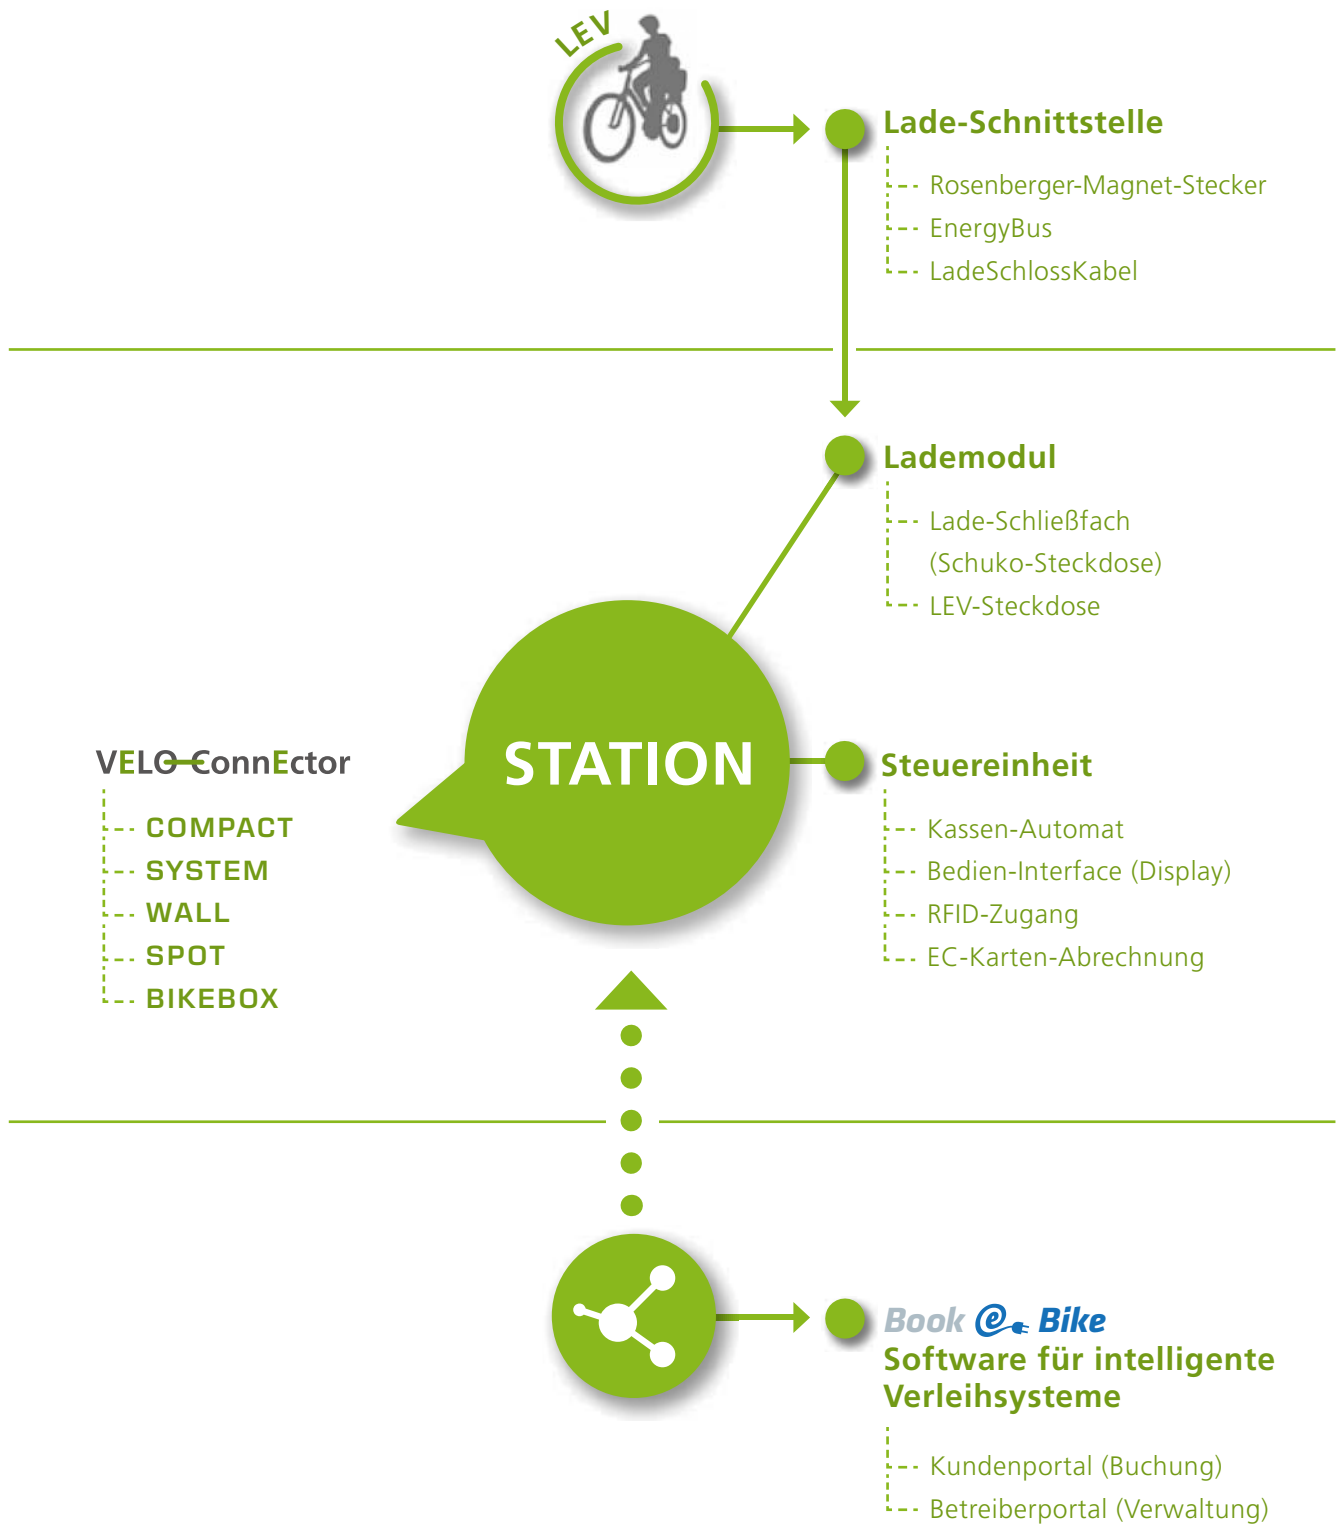 LEV
Lade-Schnittstelle
Rosenberger-Magnet-Stecker
EnergyBus
LadeSchlossKabel
Lademodul
Lade-Schließfach
(Schuko-Steckdose)
LEV-Steckdose
STATION
VELO-ConnEctor
COMPACT
SYSTEM
WALL
SPOT
BIKEBOX
Steuereinheit
Kassen-Automat
Bedien-Interface (Display)
RFID-Zugang
EC-Karten-Abrechnung
Book e Bike
Software für intelligente
Verleihsysteme
Kundenportal (Buchung)
Betreiberportal (Verwaltung)